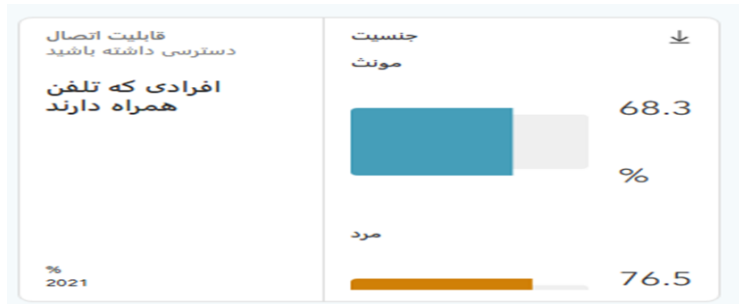 قابلیت اتصال
دسترسی داشته باشید
افرادی که تلفن
همراه دارند
%
2021
جنسیت
مونث
68.3
%
مرد
76.5